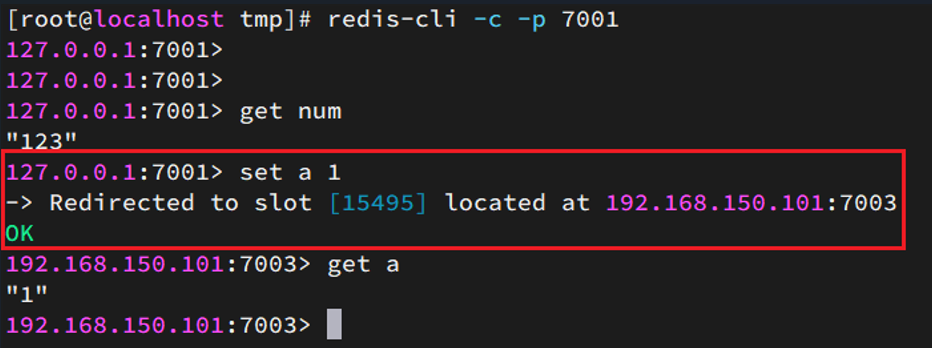 [root@localhost tmp]# redis-cli -c -p 7001
127.0.0.1:7001>
127.0.0.1:7001>
127.0.0.1:7001> get num
"123"
127.0.0.1:7001> set a 1
-> Redirected to slot [15495] located at 192.168.150.101:7003
OK
192.168.150.101:7003> get a
"1"
192.168.150.101:7003>